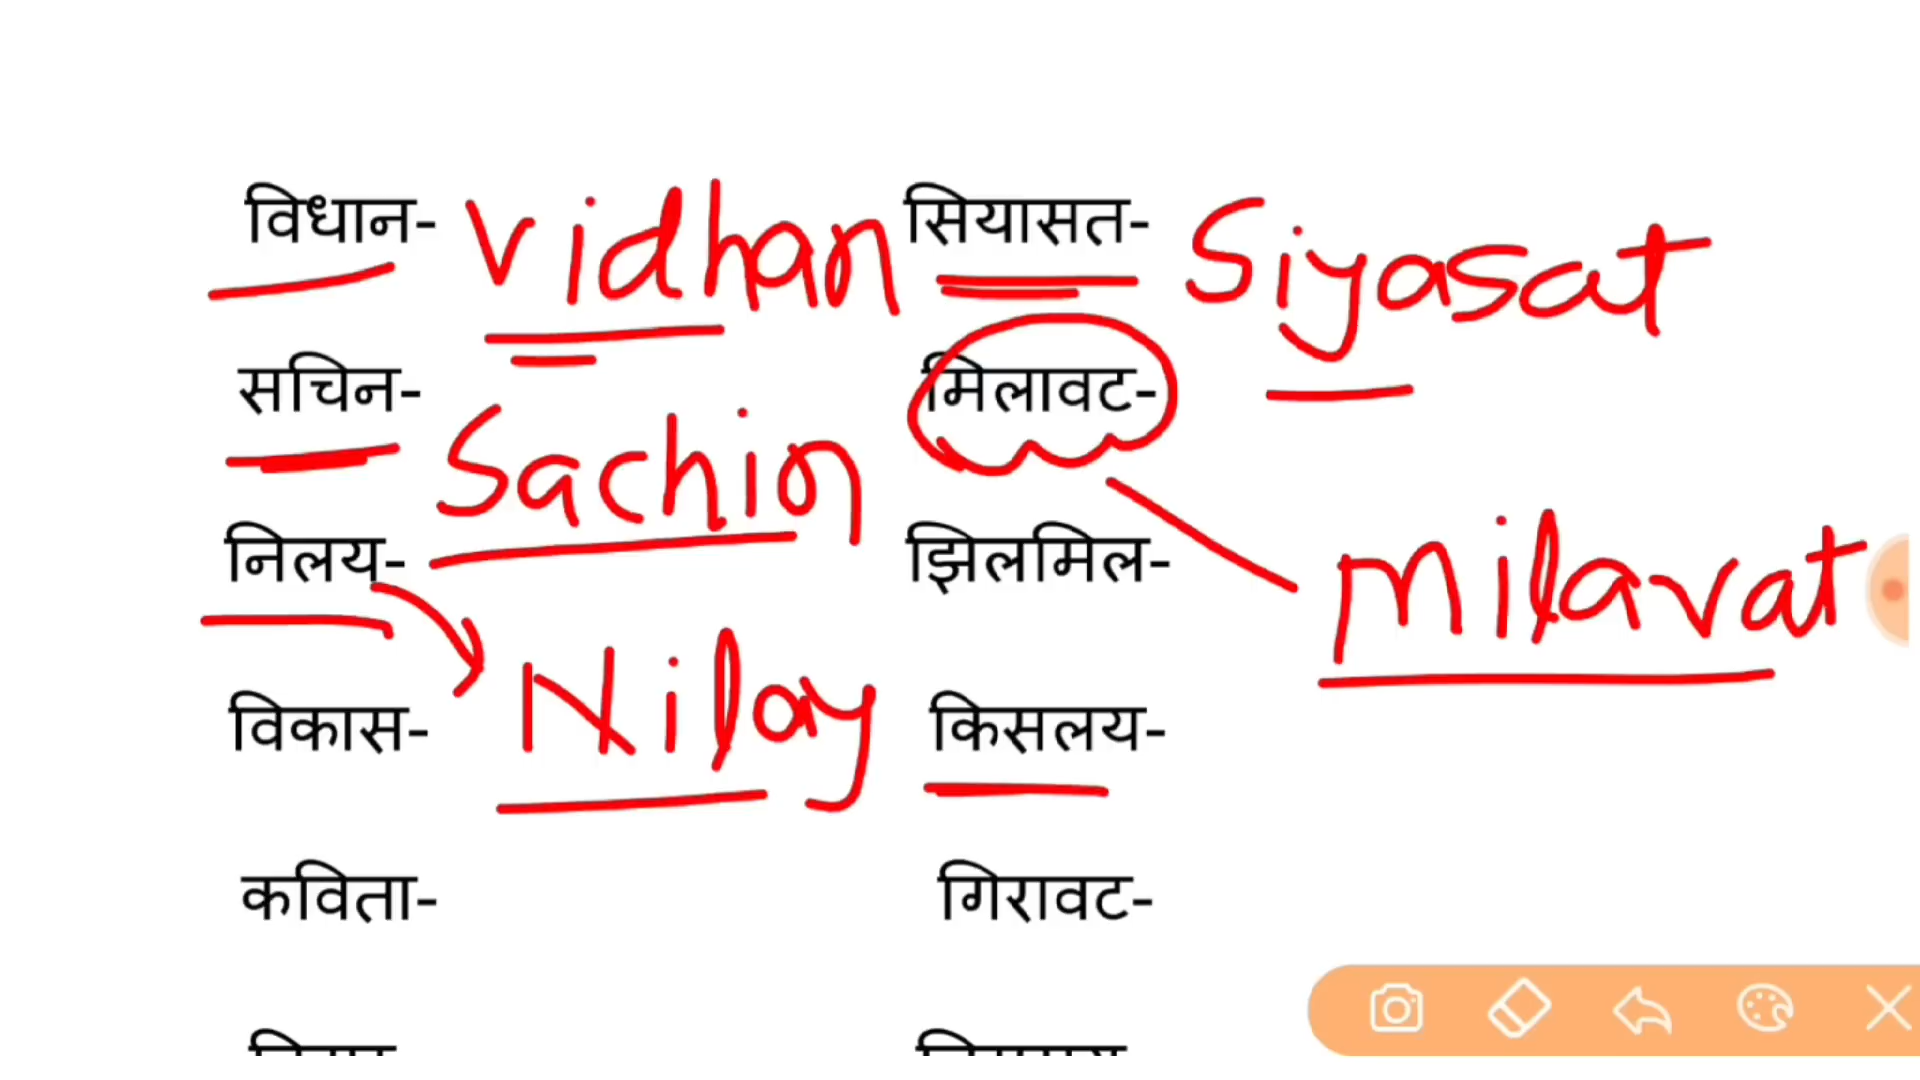 विधान- Vidhan सियासत- Siyasat
सचिन- Sachin मिलावट-
निलय- झिलमिल- Milavat
विकास- Nilay किसलय-
कविता- गिरावट-